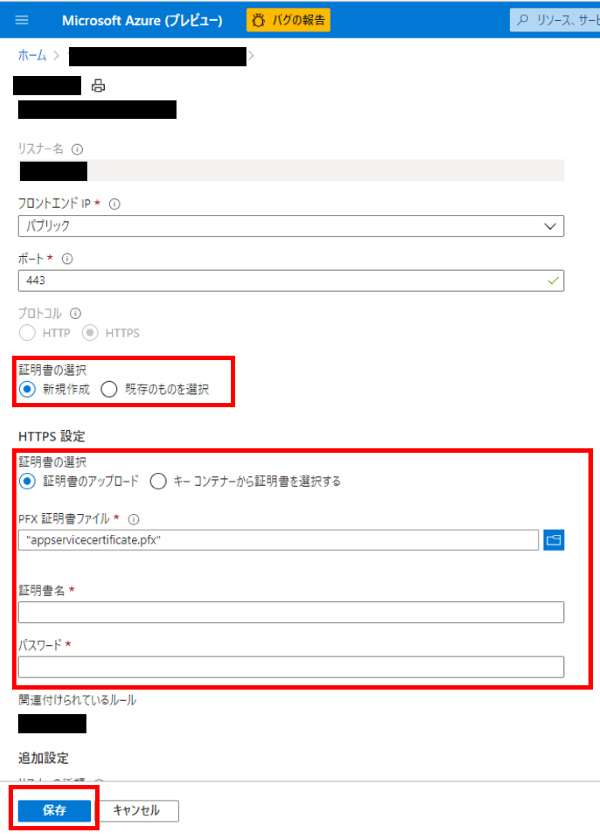 Microsoft Azure (プレビュー) バグの報告 リソース、サービ
ホーム >
リスナー名
フロントエンド IP *
パブリック
ポート *
443
プロトコル
HTTP HTTPS
証明書の選択
新規作成 既存のものを選択
HTTPS 設定
証明書の選択
証明書のアップロード キー コンテナーから証明書を選択する
PFX 証明書ファイル *
"appservicecertificate.pfx"
証明書名 *
パスワード *
関連付けられているルール
追加設定
保存 キャンセル